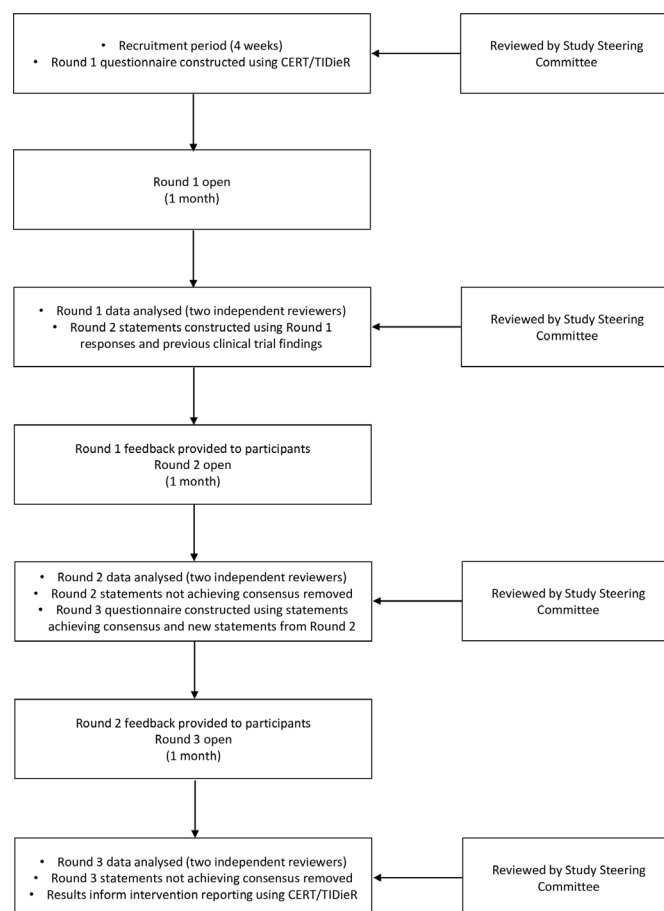 • Recruitment period (4 weeks)
• Round 1 questionnaire constructed using CERT/TIDieR
Reviewed by Study Steering
Committee
Round 1 open
(1 month)
• Round 1 data analysed (two independent reviewers)
• Round 2 statements constructed using Round 1
responses and previous clinical trial findings
Reviewed by Study Steering
Committee
Round 1 feedback provided to participants
Round 2 open
(1 month)
• Round 2 data analysed (two independent reviewers)
• Round 2 statements not achieving consensus removed
• Round 3 questionnaire constructed using statements
achieving consensus and new statements from Round 2
Reviewed by Study Steering
Committee
Round 2 feedback provided to participants
Round 3 open
(1 month)
• Round 3 data analysed (two independent reviewers)
• Round 3 statements not achieving consensus removed
• Results inform intervention reporting using CERT/TIDieR
Reviewed by Study Steering
Committee